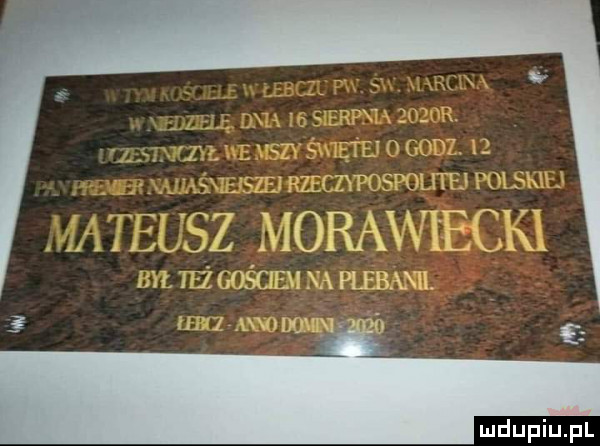 W TYM KOŚCIELE W ŁEBCZU PW. ŚW. MARCINA
W NIEDZIELĘ, DNIA 16 SIERPNIA 2020R.
UCZESTNICZYŁ WE MSZY ŚWIĘTEJ O GODZ. 12
PAN PREMIER NAJJAŚNIEJSZEJ RZECZYPOSPOLITEJ POLSKIEJ
MATEUSZ MORAWIECKI
BYŁ TEŻ GOŚCIEM NA PLEBANII.
ŁEBCZ ANNO DOMINI 2020
mdupiu.pl